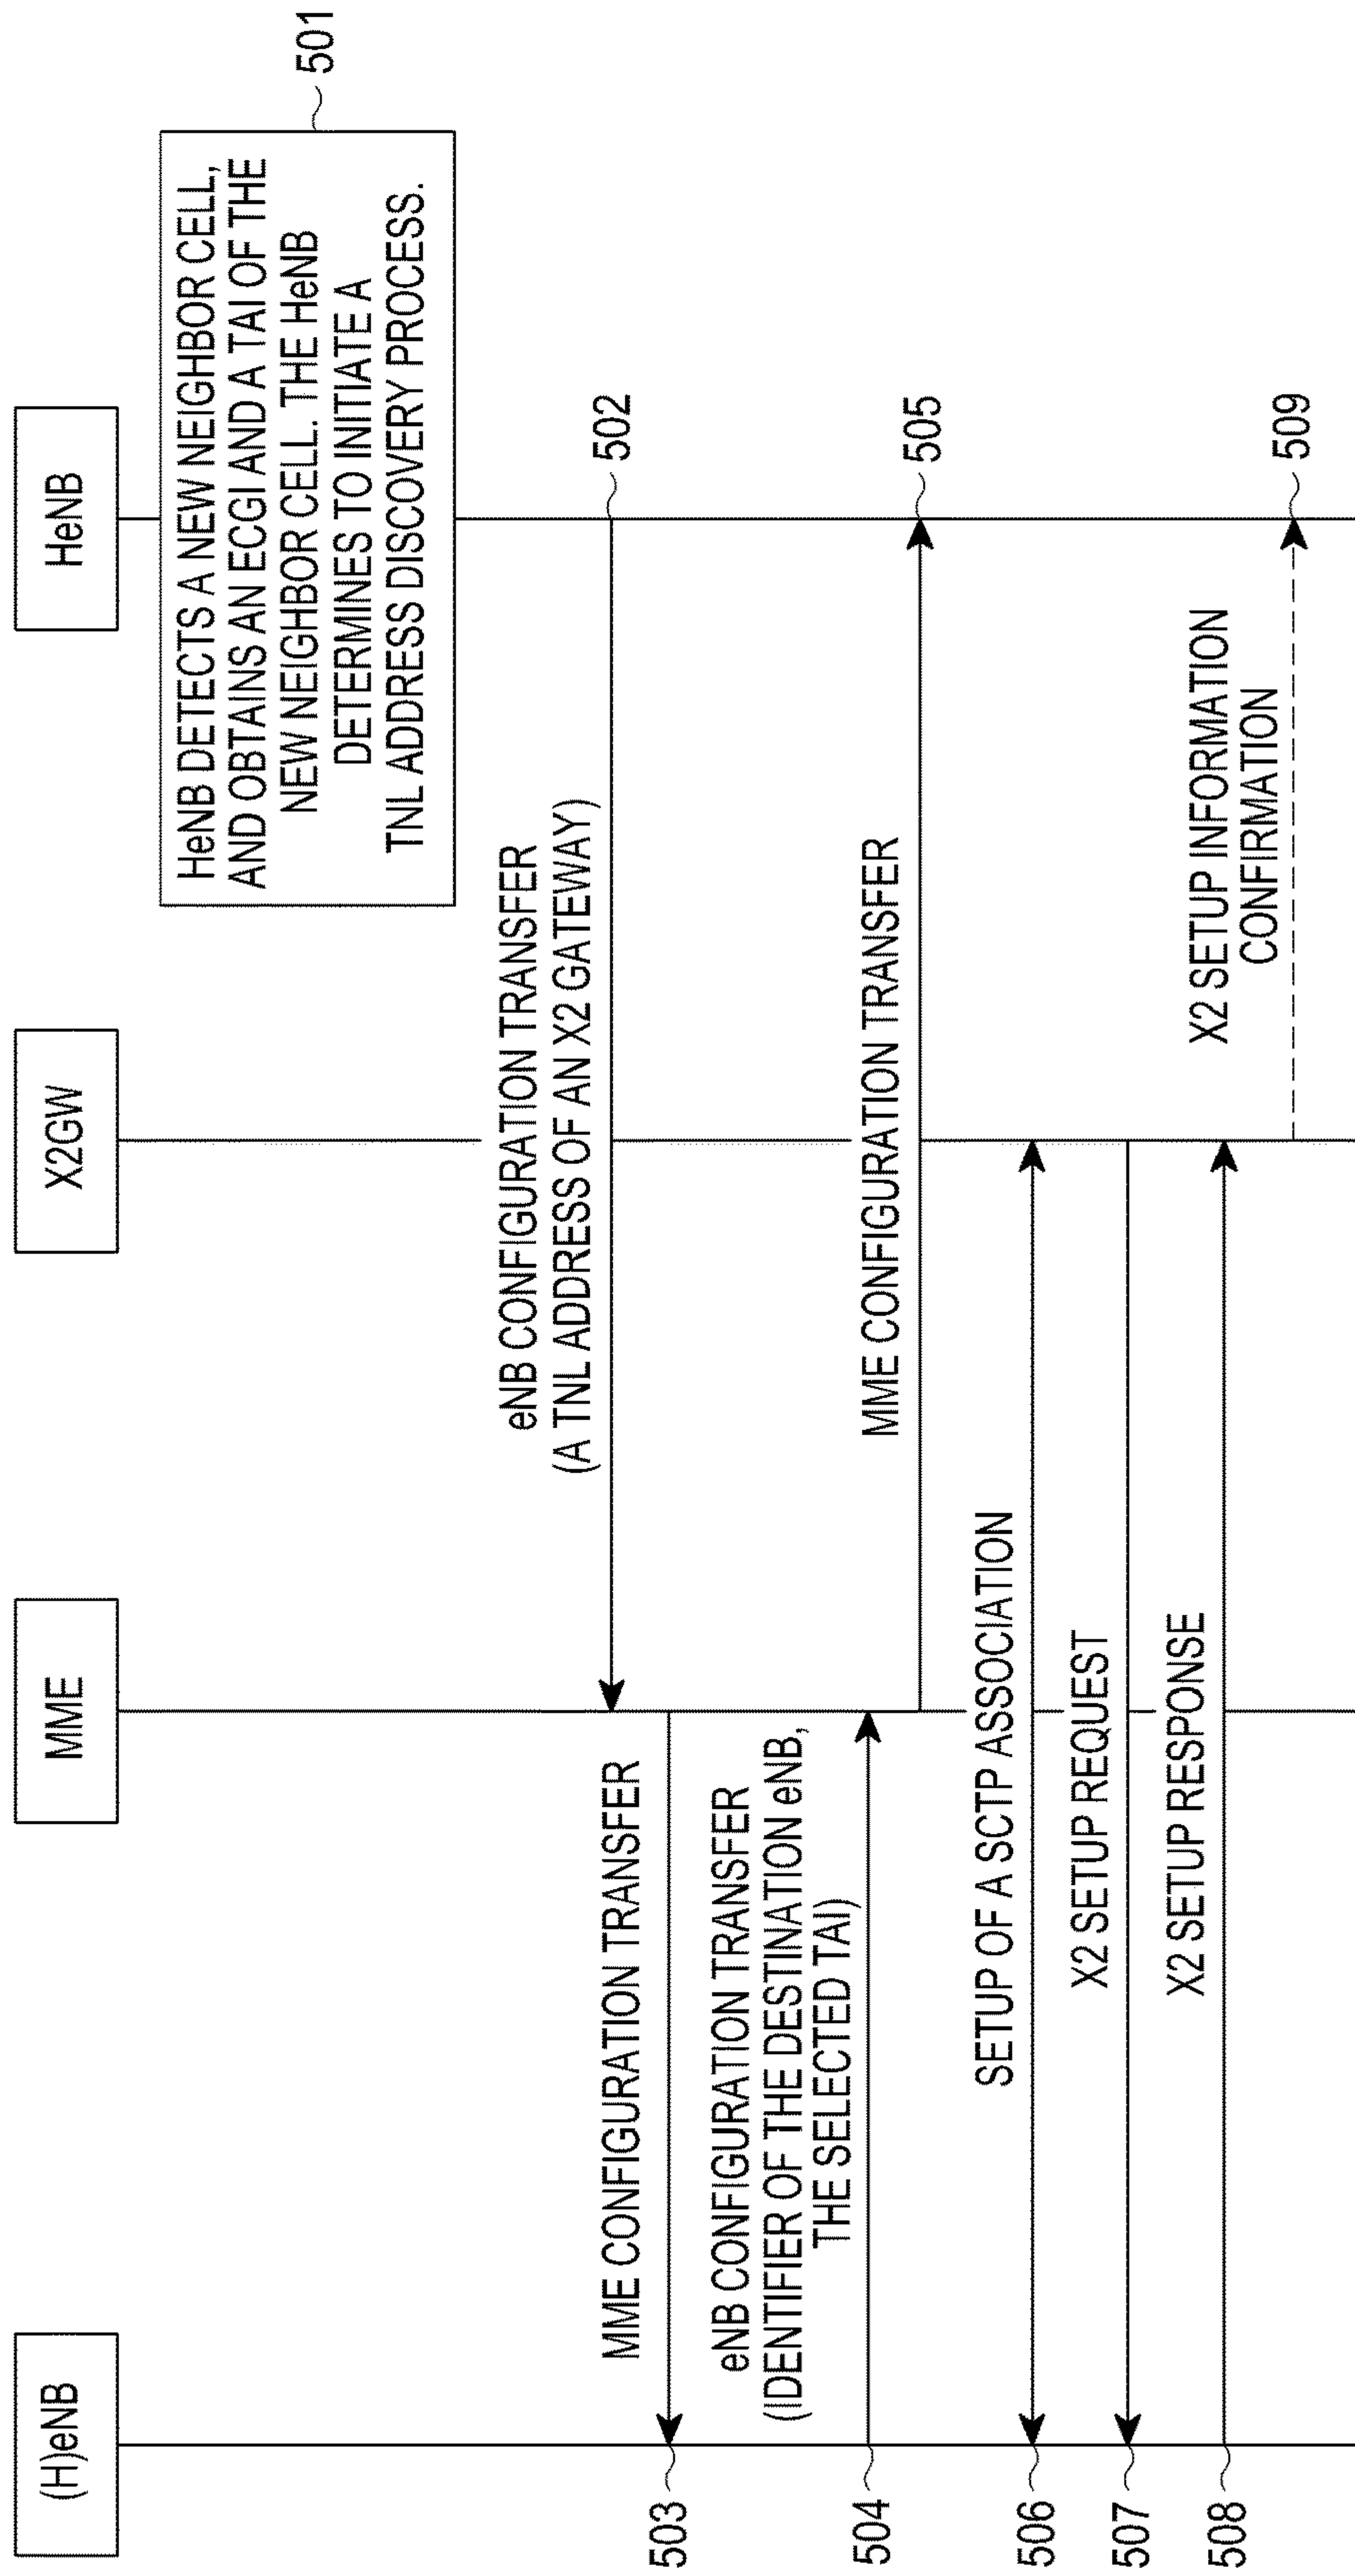 (H)eNB
MME
X2GW
HeNB
HeNB DETECTS A NEW NEIGHBOR CELL,
AND OBTAINS AN ECGI AND A TAI OF THE
NEW NEIGHBOR CELL. THE HeNB
DETERMINES TO INITIATE A
TNL ADDRESS DISCOVERY PROCESS.
501
eNB CONFIGURATION TRANSFER
(A TNL ADDRESS OF AN X2 GATEWAY)
502
MME CONFIGURATION TRANSFER
503
eNB CONFIGURATION TRANSFER
(IDENTIFIER OF THE DESTINATION eNB,
THE SELECTED TAI)
504
MME CONFIGURATION TRANSFER
505
SETUP OF A SCTP ASSOCIATION
506
X2 SETUP REQUEST
507
X2 SETUP RESPONSE
508
X2 SETUP INFORMATION
CONFIRMATION
509